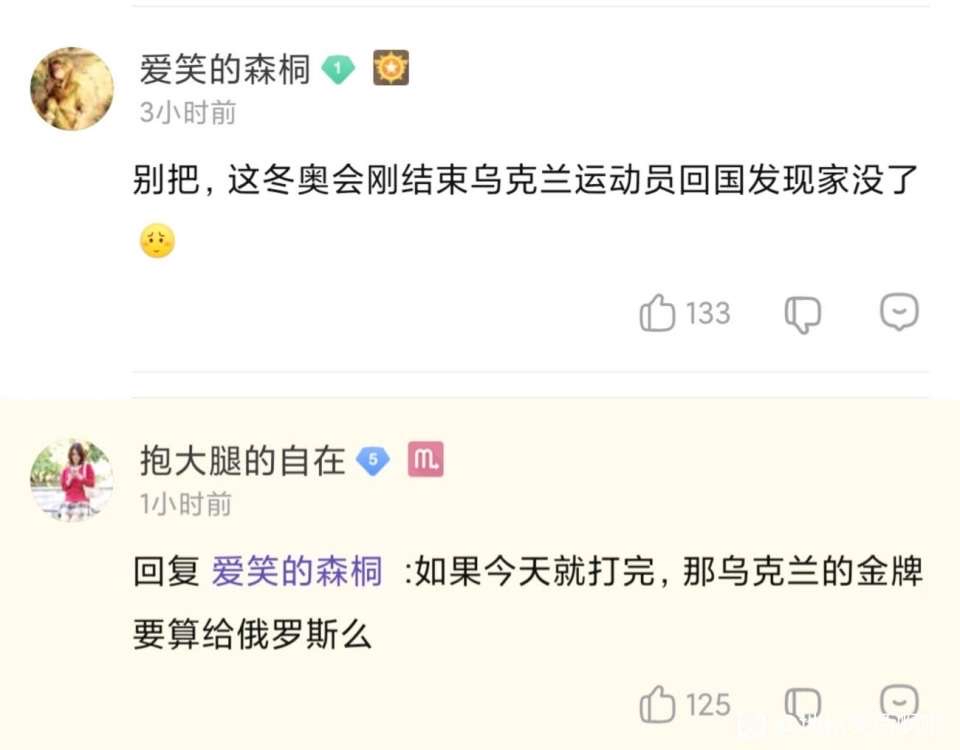 爱笑的森桐 1
3小时前
别把，这冬奥会刚结束乌克兰运动员回国发现家没了
133
抱大腿的自在 5
1小时前
回复 爱笑的森桐 :如果今天就打完，那乌克兰的金牌
要算给俄罗斯么
125